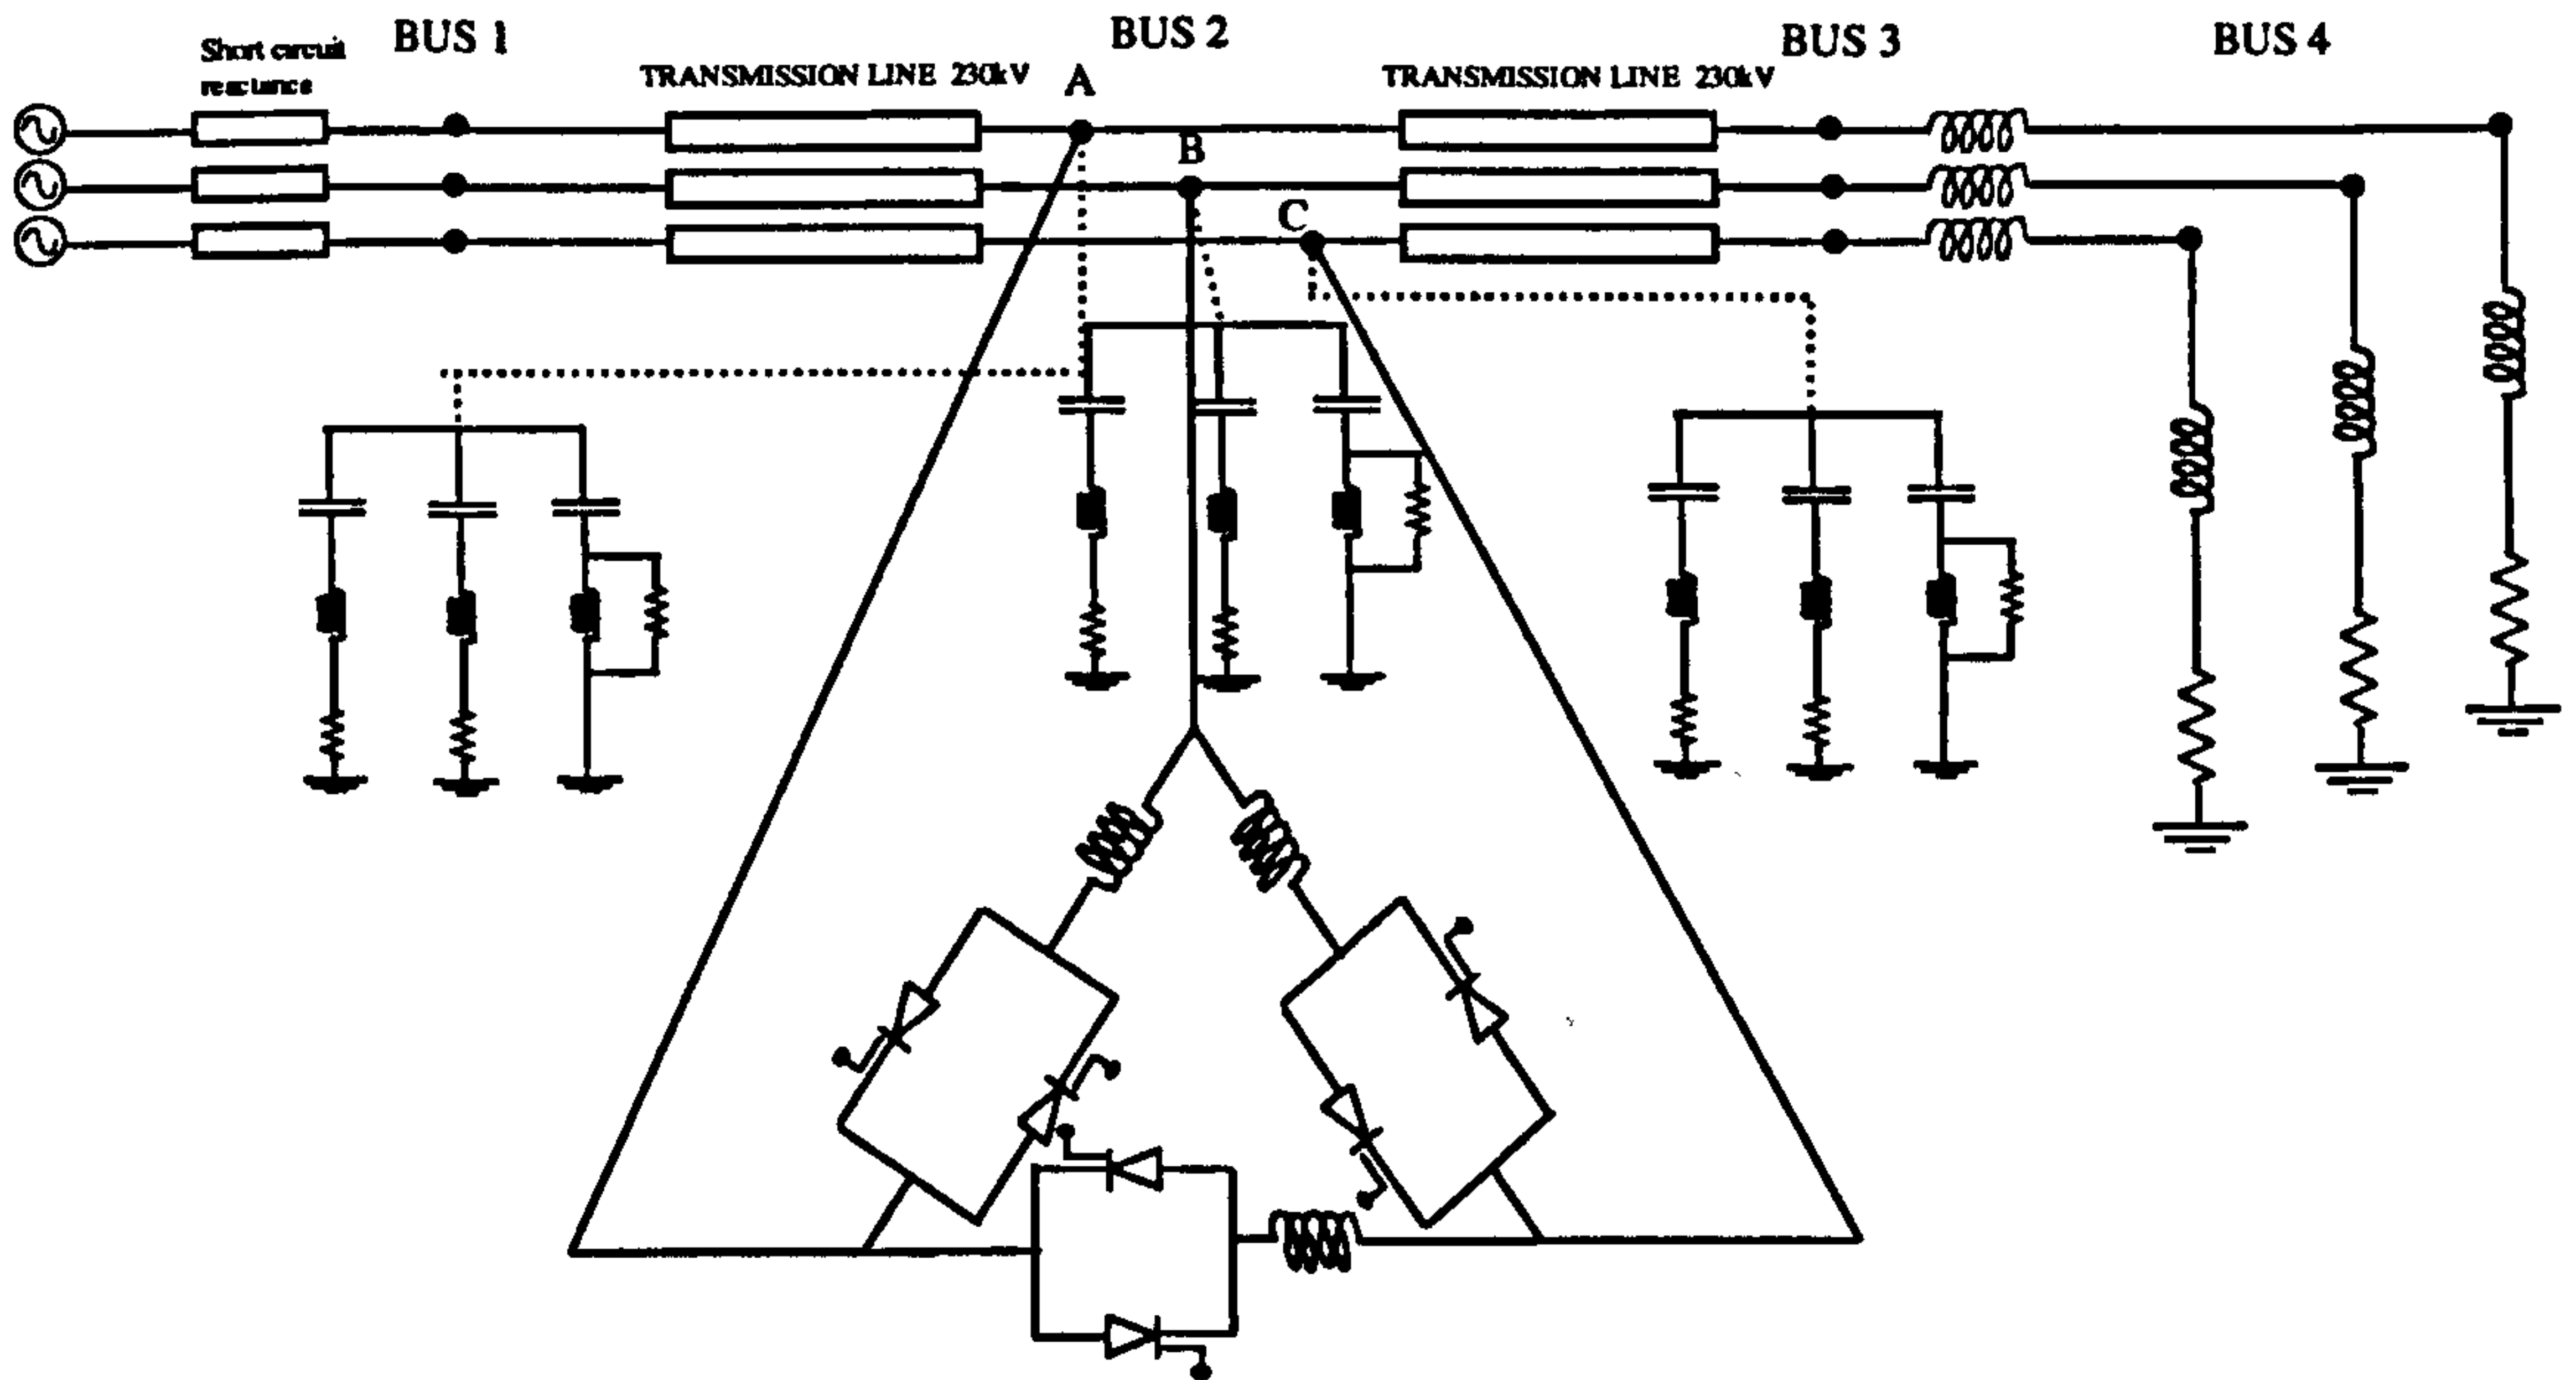 BUS 1
BUS 2
BUS 3
BUS 4
Short circuit
reactance
TRANSMISSION LINE 230kV
A
TRANSMISSION LINE 230kV
B
C